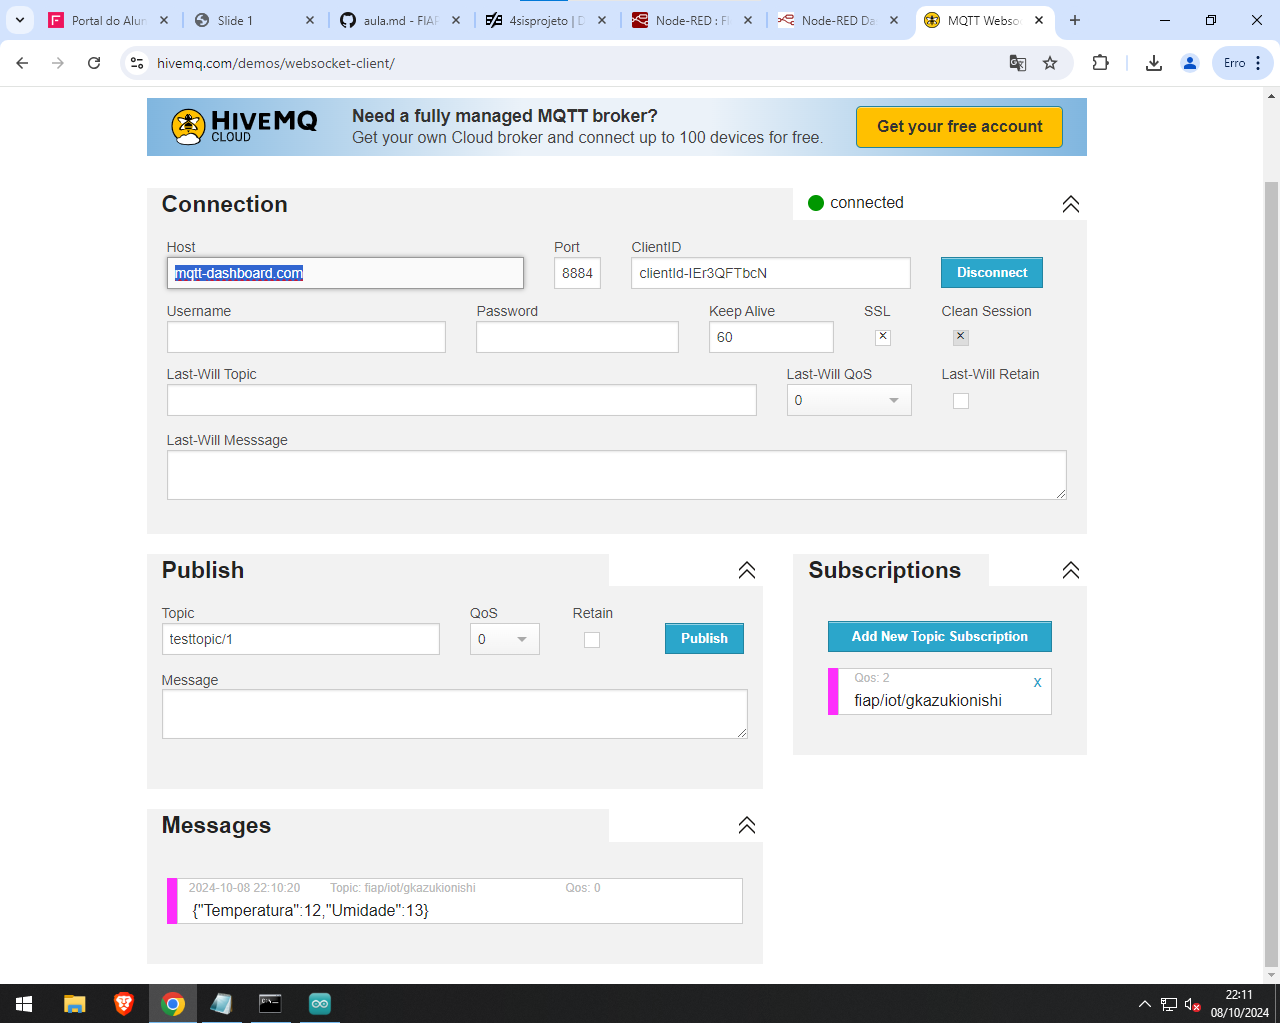 Portal do Alun
Slide 1
aula.md - FIAP
4sisprojeto | D
Node-RED : Fl
Node-RED Da
MQTT Webso
hivemq.com/demos/websocket-client/
Erro
HIVEMQ
CLOUD
Need a fully managed MQTT broker?
Get your own Cloud broker and connect up to 100 devices for free.
Get your free account
Connection
connected
Host
Port
ClientID
mqtt-dashboard.com
8884
clientId-IEr3QFTbcN
Disconnect
Username
Password
Keep Alive
SSL
Clean Session
60
Last-Will Topic
Last-Will QoS
Last-Will Retain
0
Last-Will Messsage
Publish
Topic
QoS
Retain
testtopic/1
0
Publish
Message
Subscriptions
Add New Topic Subscription
Qos: 2
x
fiap/iot/gkazukionishi
Messages
2024-10-08 22:10:20
Topic: fiap/iot/gkazukionishi
Qos: 0
{"Temperatura":12,"Umidade":13}
22:11
08/10/2024